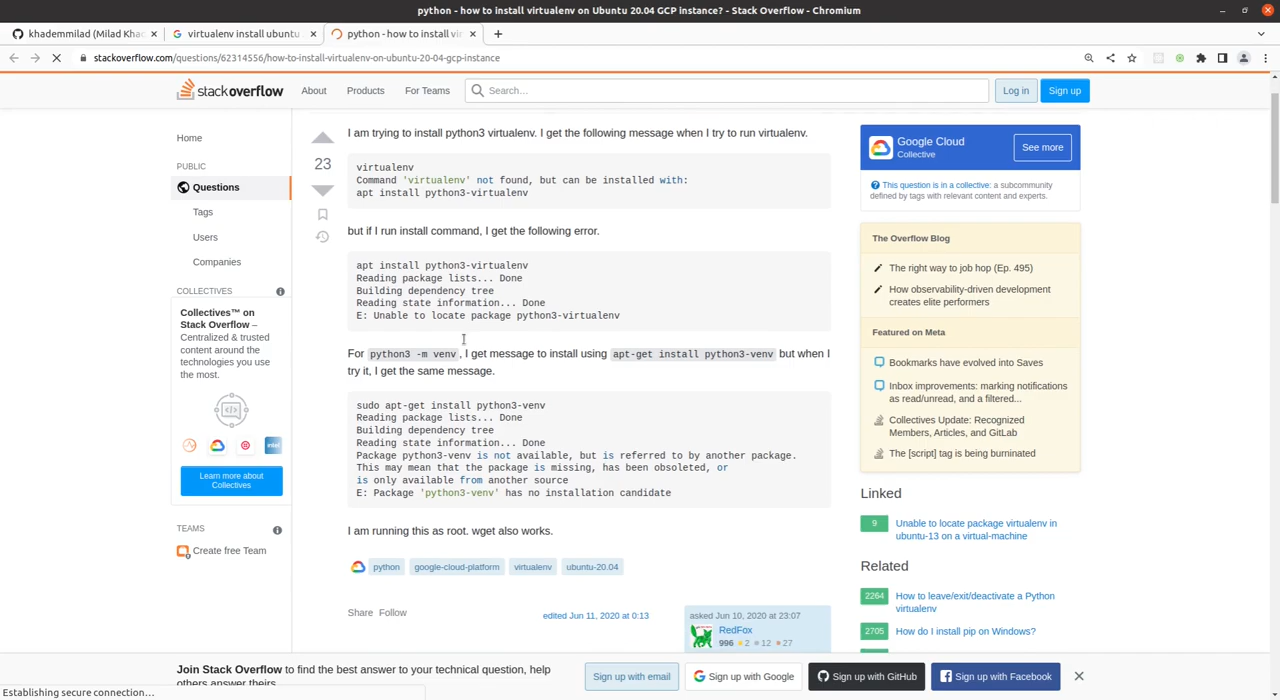 python - how to install virtualenv on Ubuntu 20.04 GCP instance? - Stack Overflow - Chromium
khademmilad (Milad Kha
virtualenv install ubuntu
python - how to install vir
stackoverflow.com/questions/62314556/how-to-install-virtualenv-on-ubuntu-20-04-gcp-instance
stackoverflow
About
Products
For Teams
Search…
Log in
Sign up
Home
PUBLIC
Questions
Tags
Users
Companies
COLLECTIVES
Collectives™ on
Stack Overflow –
Centralized & trusted
content around the
technologies you use
the most.
Learn more about
Collectives
TEAMS
Create free Team
23
I am trying to install python3 virtualenv. I get the following message when I try to run virtualenv.
virtualenv
Command 'virtualenv' not found, but can be installed with:
apt install python3-virtualenv
but if I run install command, I get the following error.
apt install python3-virtualenv
Reading package lists... Done
Building dependency tree
Reading state information... Done
E: Unable to locate package python3-virtualenv
For python3 -m venv, I get message to install using apt-get install python3-venv but when I
try it, I get the same message.
sudo apt-get install python3-venv
Reading package lists... Done
Building dependency tree
Reading state information... Done
Package python3-venv is not available, but is referred to by another package.
This may mean that the package is missing, has been obsoleted, or
is only available from another source
E: Package 'python3-venv' has no installation candidate
I am running this as root. wget also works.
python
google-cloud-platform
virtualenv
ubuntu-20.04
Share Follow
edited Jun 11, 2020 at 0:13
asked Jun 10, 2020 at 23:07
RedFox
996 2 12 27
Google Cloud
Collective
See more
This question is in a collective: a subcommunity
defined by tags with relevant content and experts.
The Overflow Blog
The right way to job hop (Ep. 495)
How observability-driven development
creates elite performers
Featured on Meta
Bookmarks have evolved into Saves
Inbox improvements: marking notifications
as read/unread, and a filtered...
Collectives Update: Recognized
Members, Articles, and GitLab
The [script] tag is being burninated
Linked
9
Unable to locate package virtualenv in
ubuntu-13 on a virtual-machine
Related
2264
How to leave/exit/deactivate a Python
virtualenv
2705
How do I install pip on Windows?
Join Stack Overflow to find the best answer to your technical question, help
others answer theirs.
Sign up with email
Sign up with Google
Sign up with GitHub
Sign up with Facebook
Establishing secure connection...